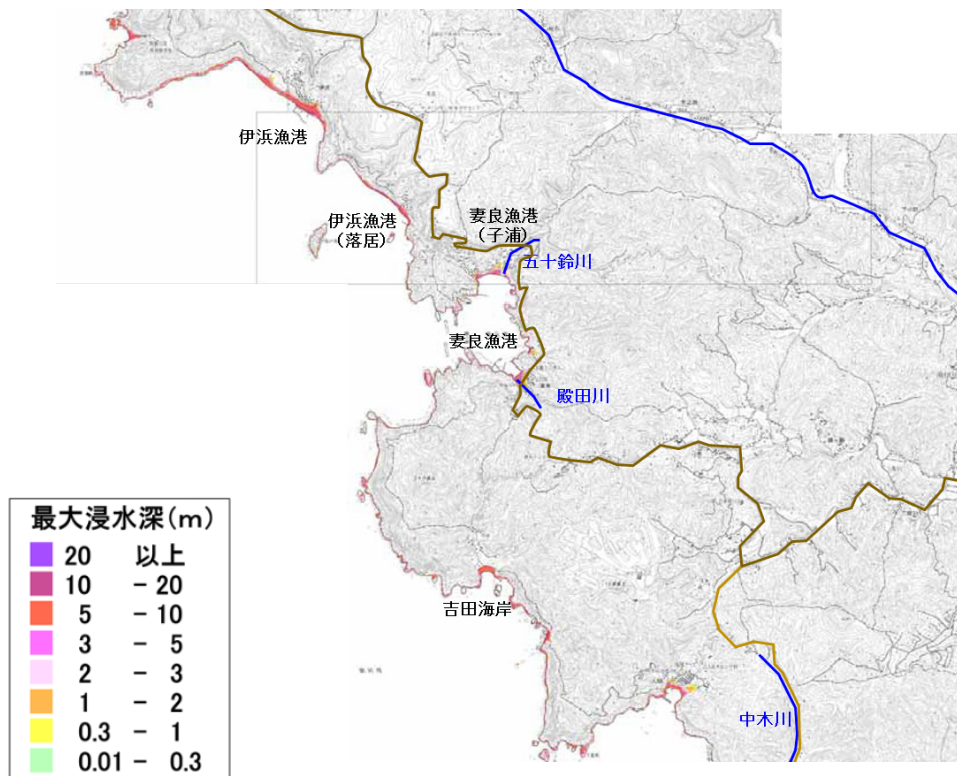 伊浜漁港
伊浜漁港
(落居)
妻良漁港
(子浦)
五十鈴川
妻良漁港
殿田川
吉田海岸
中木川
最大浸水深(m)
20 以上
10 - 20
5 - 10
3 - 5
2 - 3
1 - 2
0.3 - 1
0.01 - 0.3